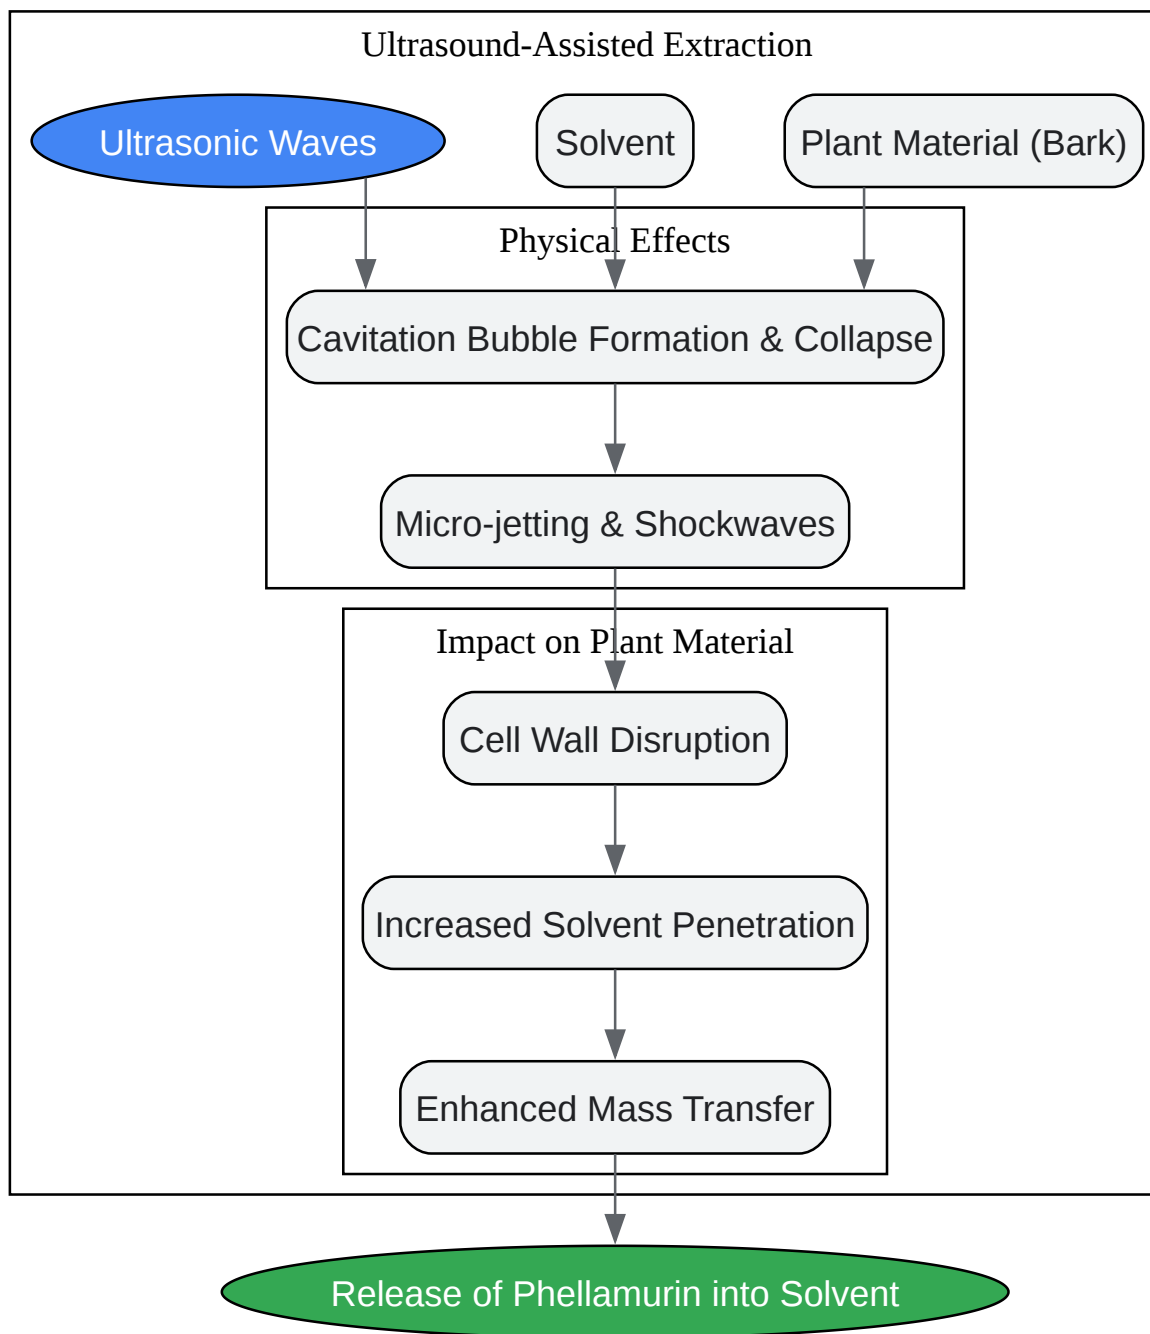 Ultrasound-Assisted Extraction
Ultrasonic Waves
Solvent
Plant Material (Bark)
Physical Effects
Cavitation Bubble Formation & Collapse
Micro-jetting & Shockwaves
Impact on Plant Material
Cell Wall Disruption
Increased Solvent Penetration
Enhanced Mass Transfer
Release of Phellamurin into Solvent